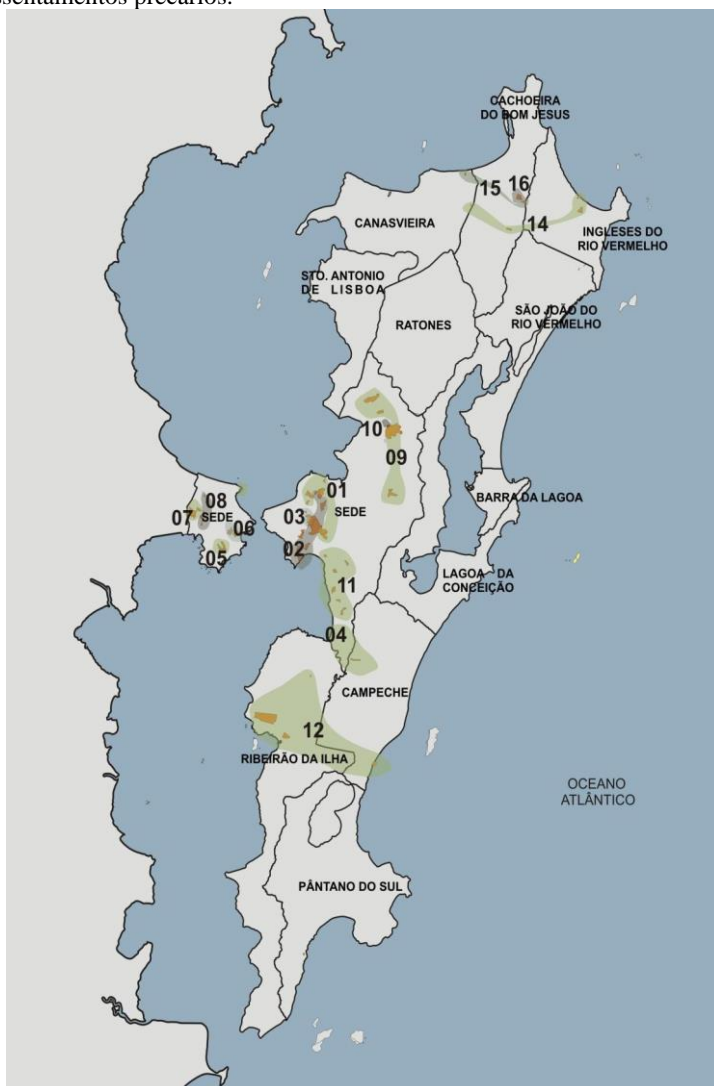 assentamentos precários.
CACHOEIRA
DO BOM JESUS
15
16
CANASVIEIRA
14
INGLESES DO
RIO VERMELHO
STO. ANTONIO
DE LISBOA
SÃO JOÃO DO
RIO VERMELHO
RATONES
10
09
01
08
BARRA DA LAGOA
SEDE
03
SEDE
07
06
02
05
LAGOA DA
CONCEIÇÃO
11
04
CAMPECHE
12
RIBEIRÃO DA ILHA
OCEANO
ATLÂNTICO
PÂNTANO DO SUL